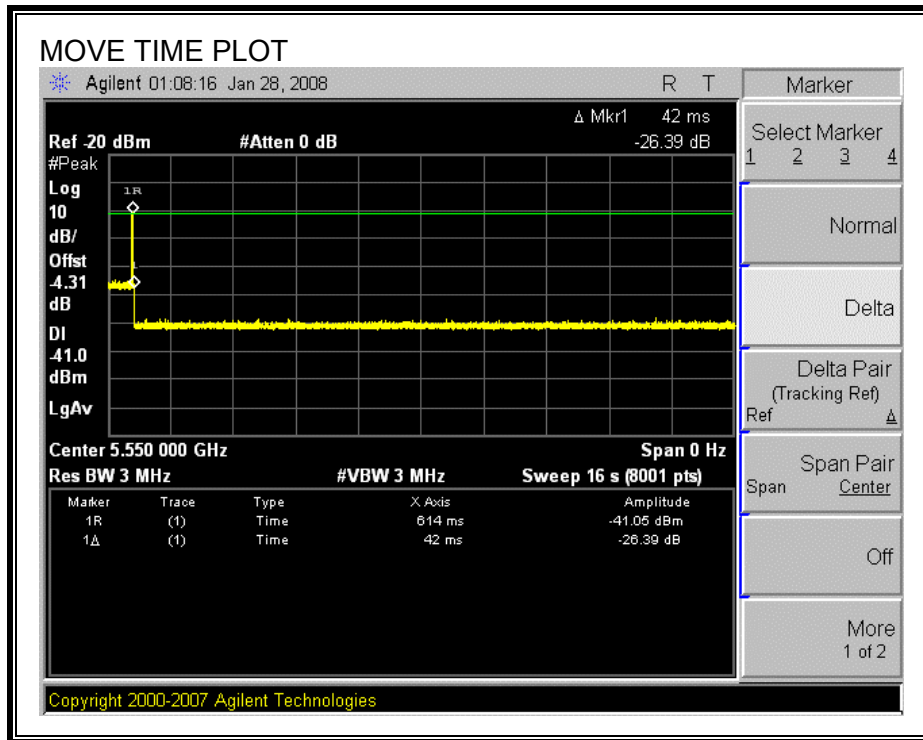 MOVE TIME PLOT
Agilent 01:08:16 Jan 28, 2008 R T
Δ Mkr1 42 ms
Ref -20 dBm #Atten 0 dB -26.39 dB
#Peak
Log
10
dB/
Offst
-4.31
dB
DI
-41.0
dBm
LgAv
1R
1
Center 5.550 000 GHz Span 0 Hz
Res BW 3 MHz #VBW 3 MHz Sweep 16 s (8001 pts)
Marker Trace Type X Axis Amplitude
1R (1) Time 614 ms -41.05 dBm
1Δ (1) Time 42 ms -26.39 dB
Marker
Select Marker
1 2 3 4
Normal
Delta
Delta Pair
(Tracking Ref)
Ref Δ
Span Pair
Span Center
Off
More
1 of 2
Copyright 2000-2007 Agilent Technologies